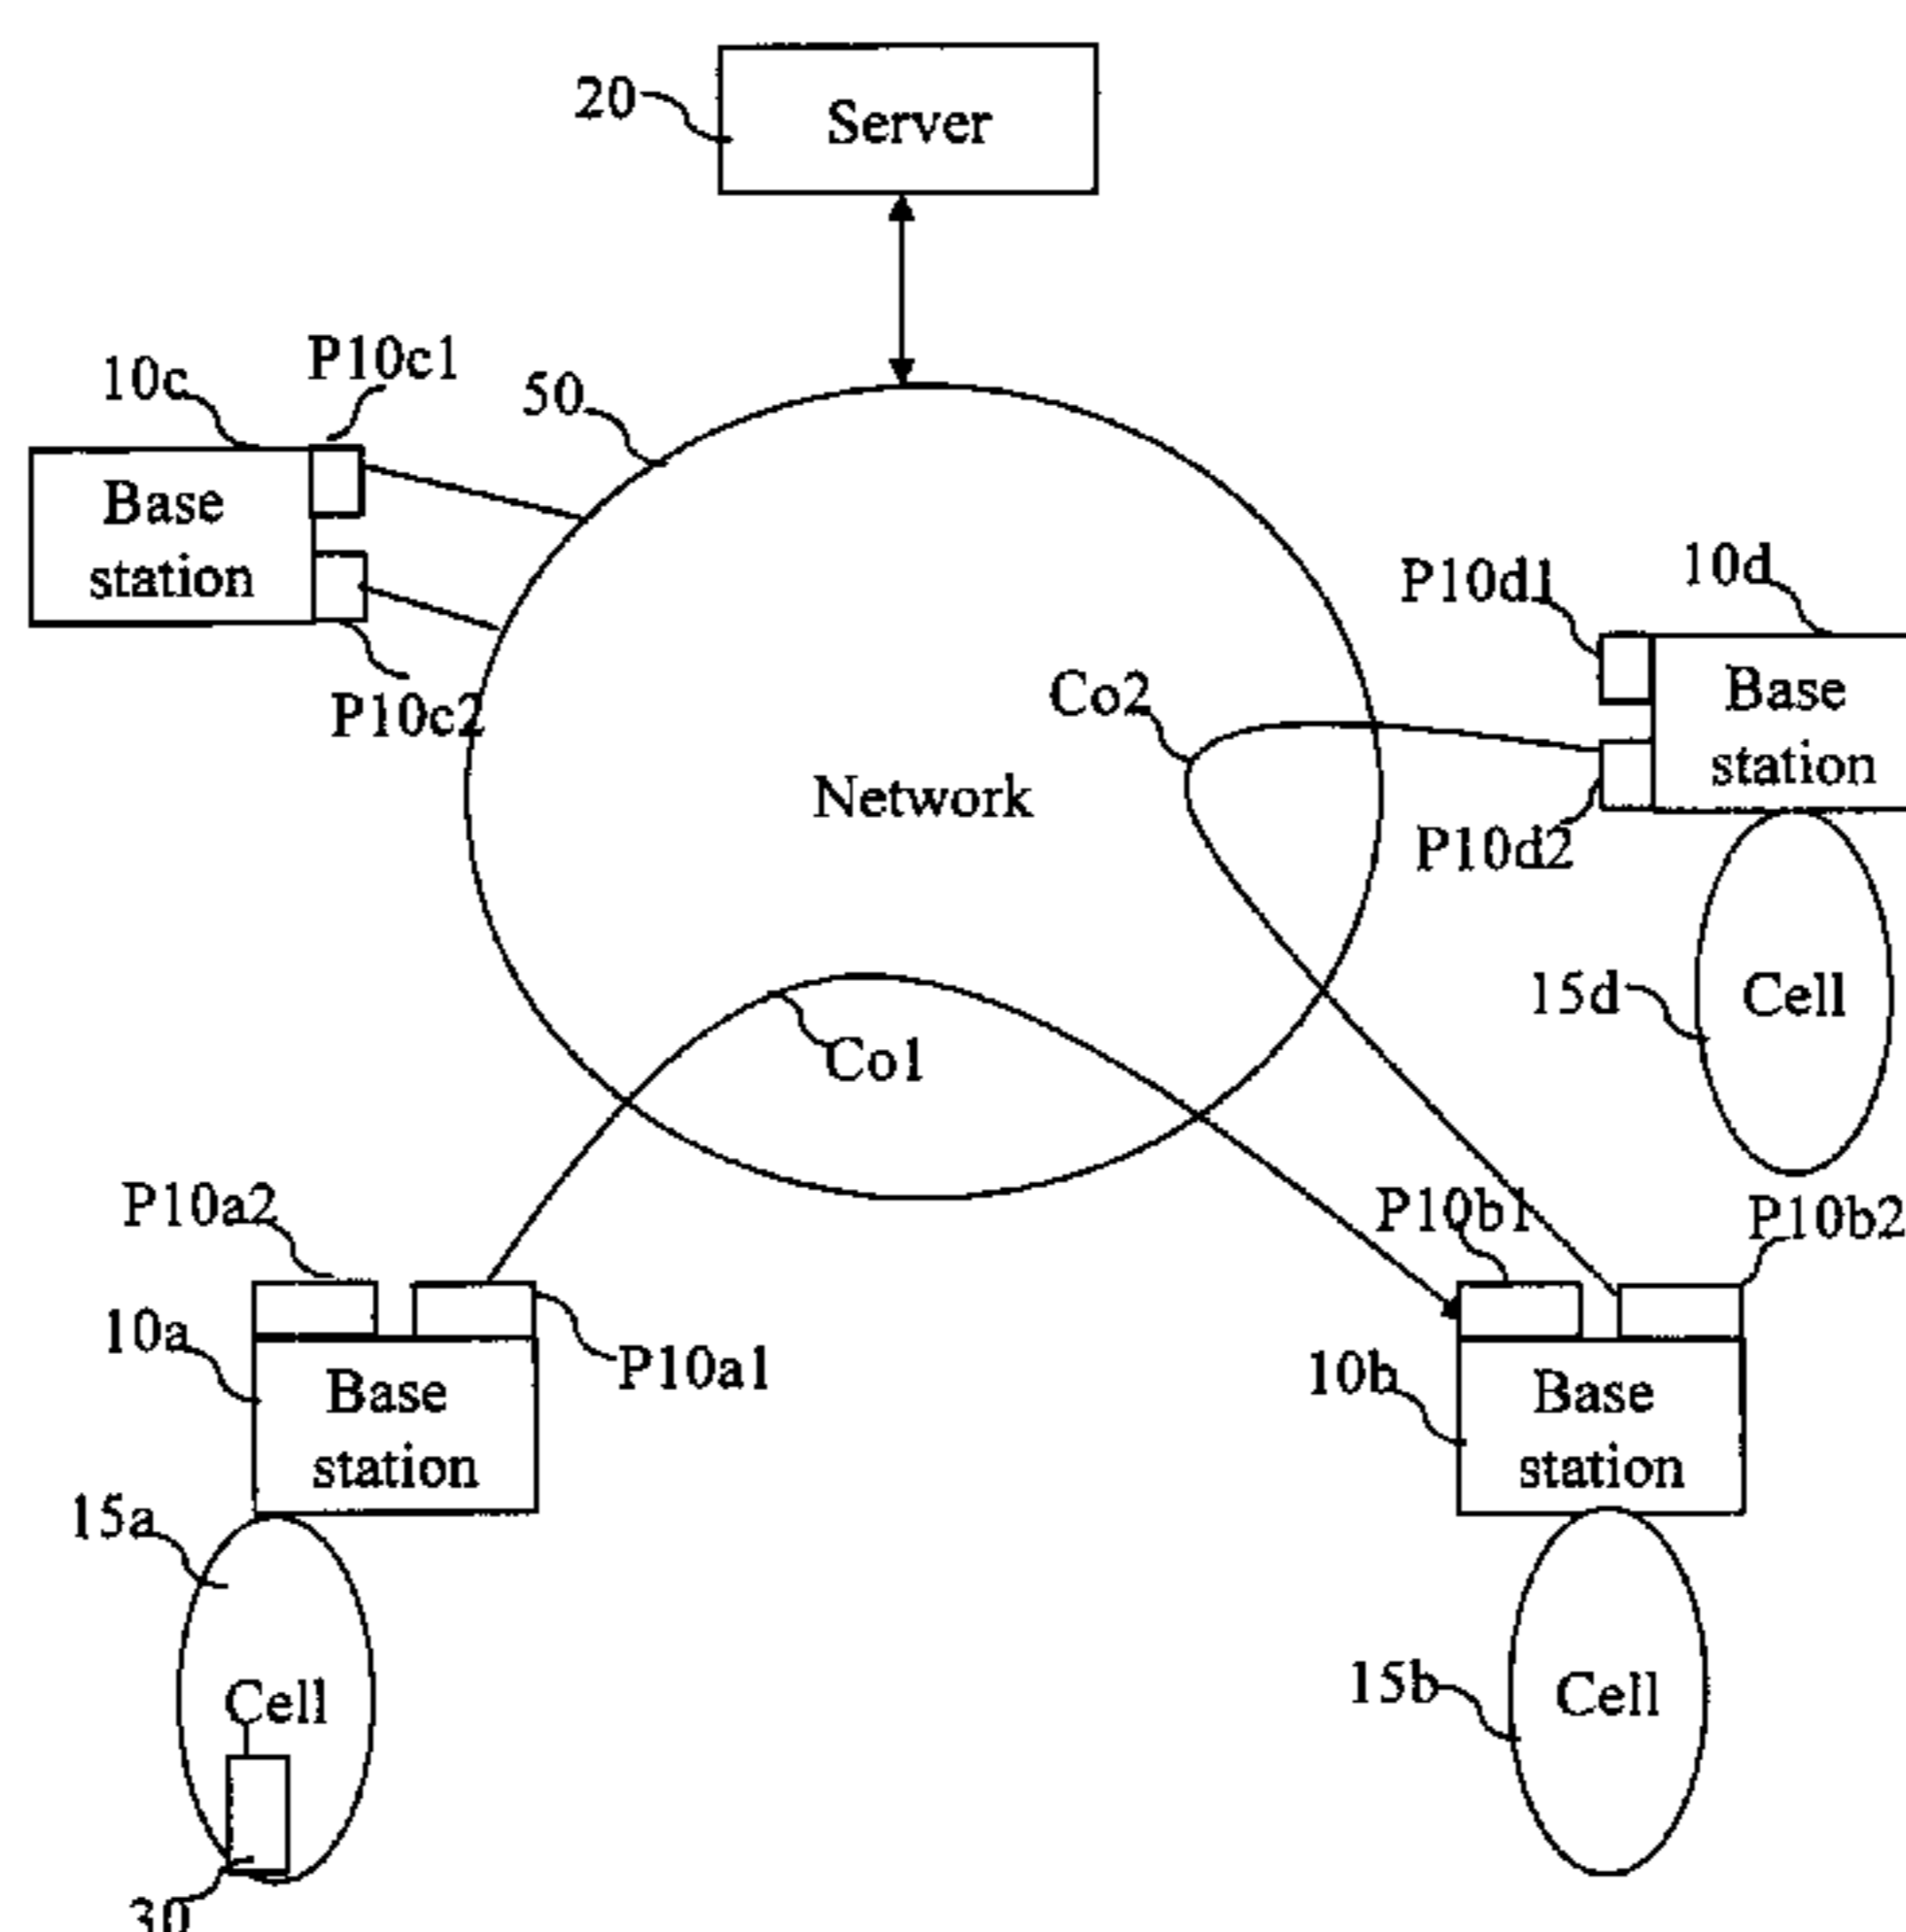 20
Server
10c
P10c1
50
Base
station
P10c2
P10d1
10d
Base
station
Co2
Network
P10d2
15d
Cell
Co1
P10a2
P10b1
P10b2
10a
P10a1
Base
station
10b
Base
station
15a
Cell
15b
Cell
30